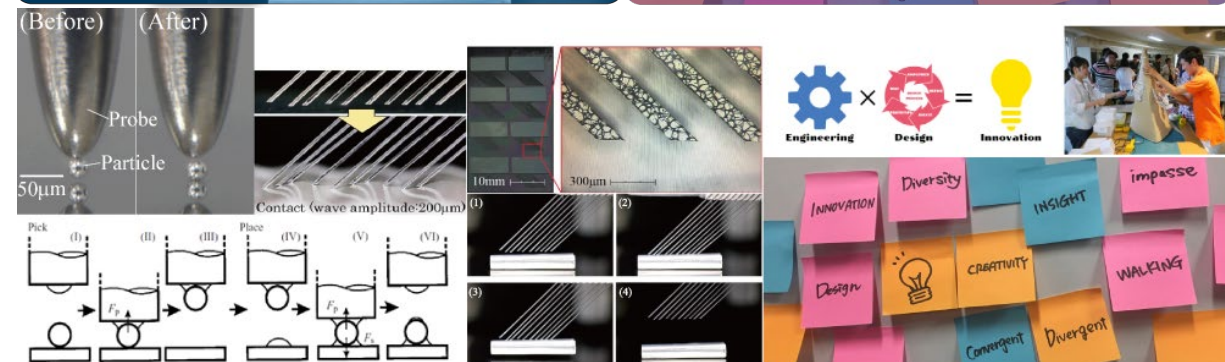 (Before)
(After)
Probe
Particle
50μm
Contact (wave amplitude:200μm)
Pick
(I)
(II)
(III)
Place
(IV)
(V)
(VI)
Fp
Fp
Fs
10mm
300μm
(1)
(2)
(3)
(4)
Engineering
×
Design
=
Innovation
INNOVATION
Diversity
INSIGHT
impasse
Design
CREATIVITY
WALKING
Convergent
Divergent